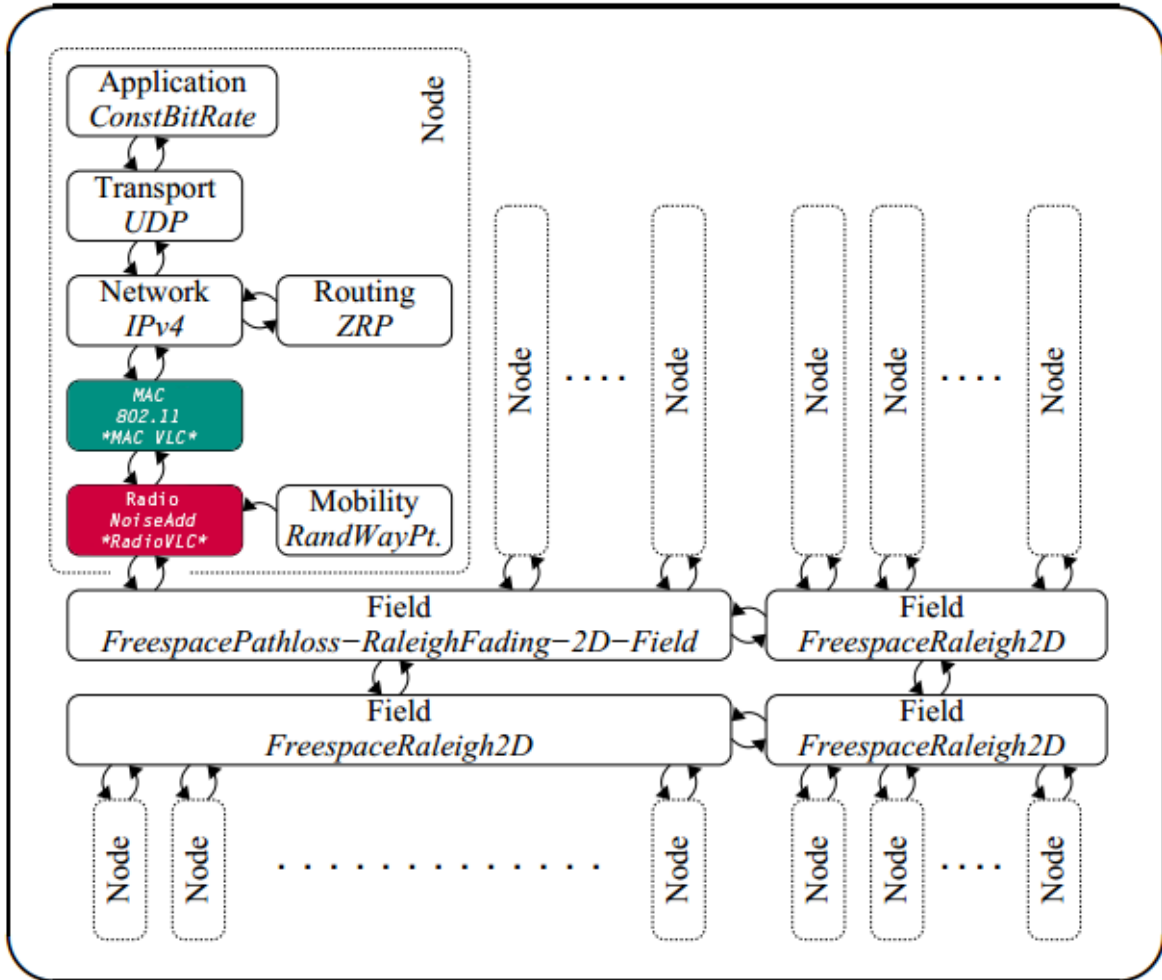 Application
ConstBitRate
Node
Transport
UDP
Network
IPv4
Routing
ZRP
MAC
802.11
*MAC VLC*
Radio
NoiseAdd
*RadioVLC*
Mobility
RandWayPt.
Node
. . . .
Node
Node
Node
. . . .
Node
Field
FreespacePathloss−RaleighFading−2D−Field
Field
FreespaceRaleigh2D
Field
FreespaceRaleigh2D
Field
FreespaceRaleigh2D
Node
Node
. . . . . . . . . . . . .
Node
Node
Node
. . . .
Node